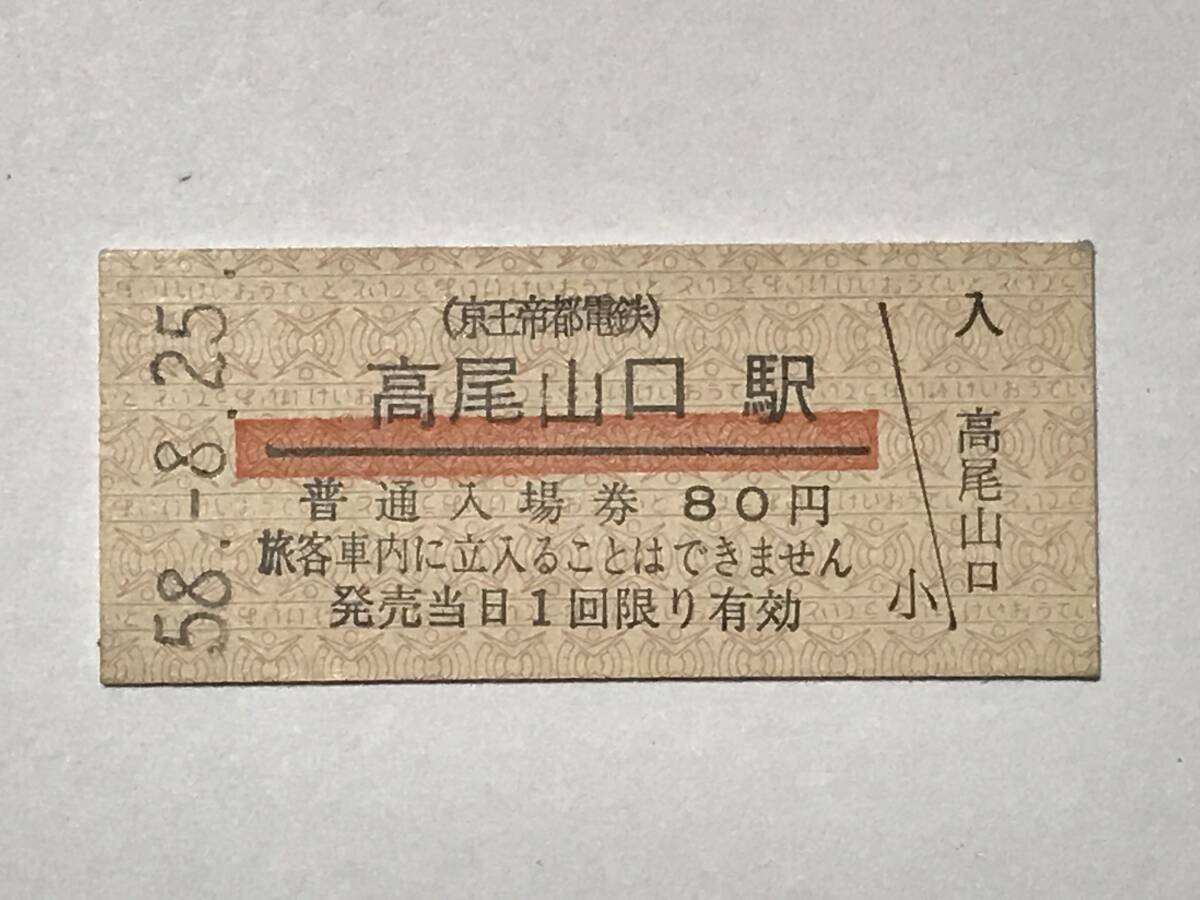 58.-8.25.
(京王帝都電鉄)
高尾山口 駅
普通入場券 80円
旅客車内に立入ることはできません
発売当日1回限り有効
小
入
高尾山口